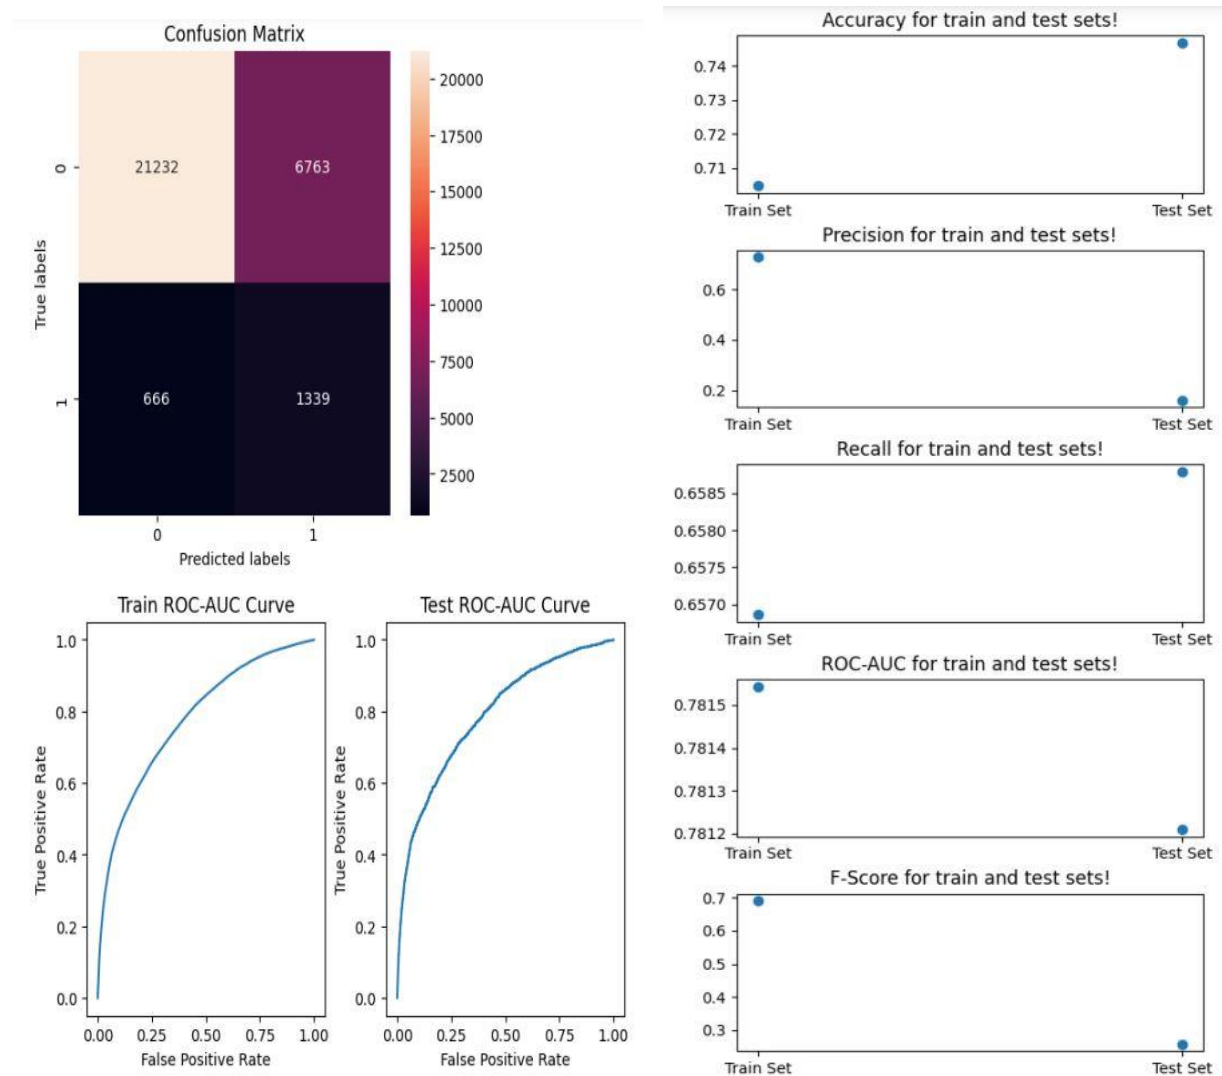 Confusion Matrix
20000
17500
15000
12500
10000
7500
5000
2500
0
21232 6763
True labels
1
666 1339
0 1
Predicted labels
Train ROC-AUC Curve
1.0
0.8
0.6
0.4
0.2
0.0
True Positive Rate
0.00 0.25 0.50 0.75 1.00
False Positive Rate
Test ROC-AUC Curve
1.0
0.8
0.6
0.4
0.2
0.0
True Positive Rate
0.00 0.25 0.50 0.75 1.00
False Positive Rate
Accuracy for train and test sets!
0.74
0.73
0.72
0.71
Train Set Test Set
Precision for train and test sets!
0.6
0.4
0.2
Train Set Test Set
Recall for train and test sets!
0.6585
0.6580
0.6575
0.6570
Train Set Test Set
ROC-AUC for train and test sets!
0.7815
0.7814
0.7813
0.7812
Train Set Test Set
F-Score for train and test sets!
0.7
0.6
0.5
0.4
0.3
Train Set Test Set